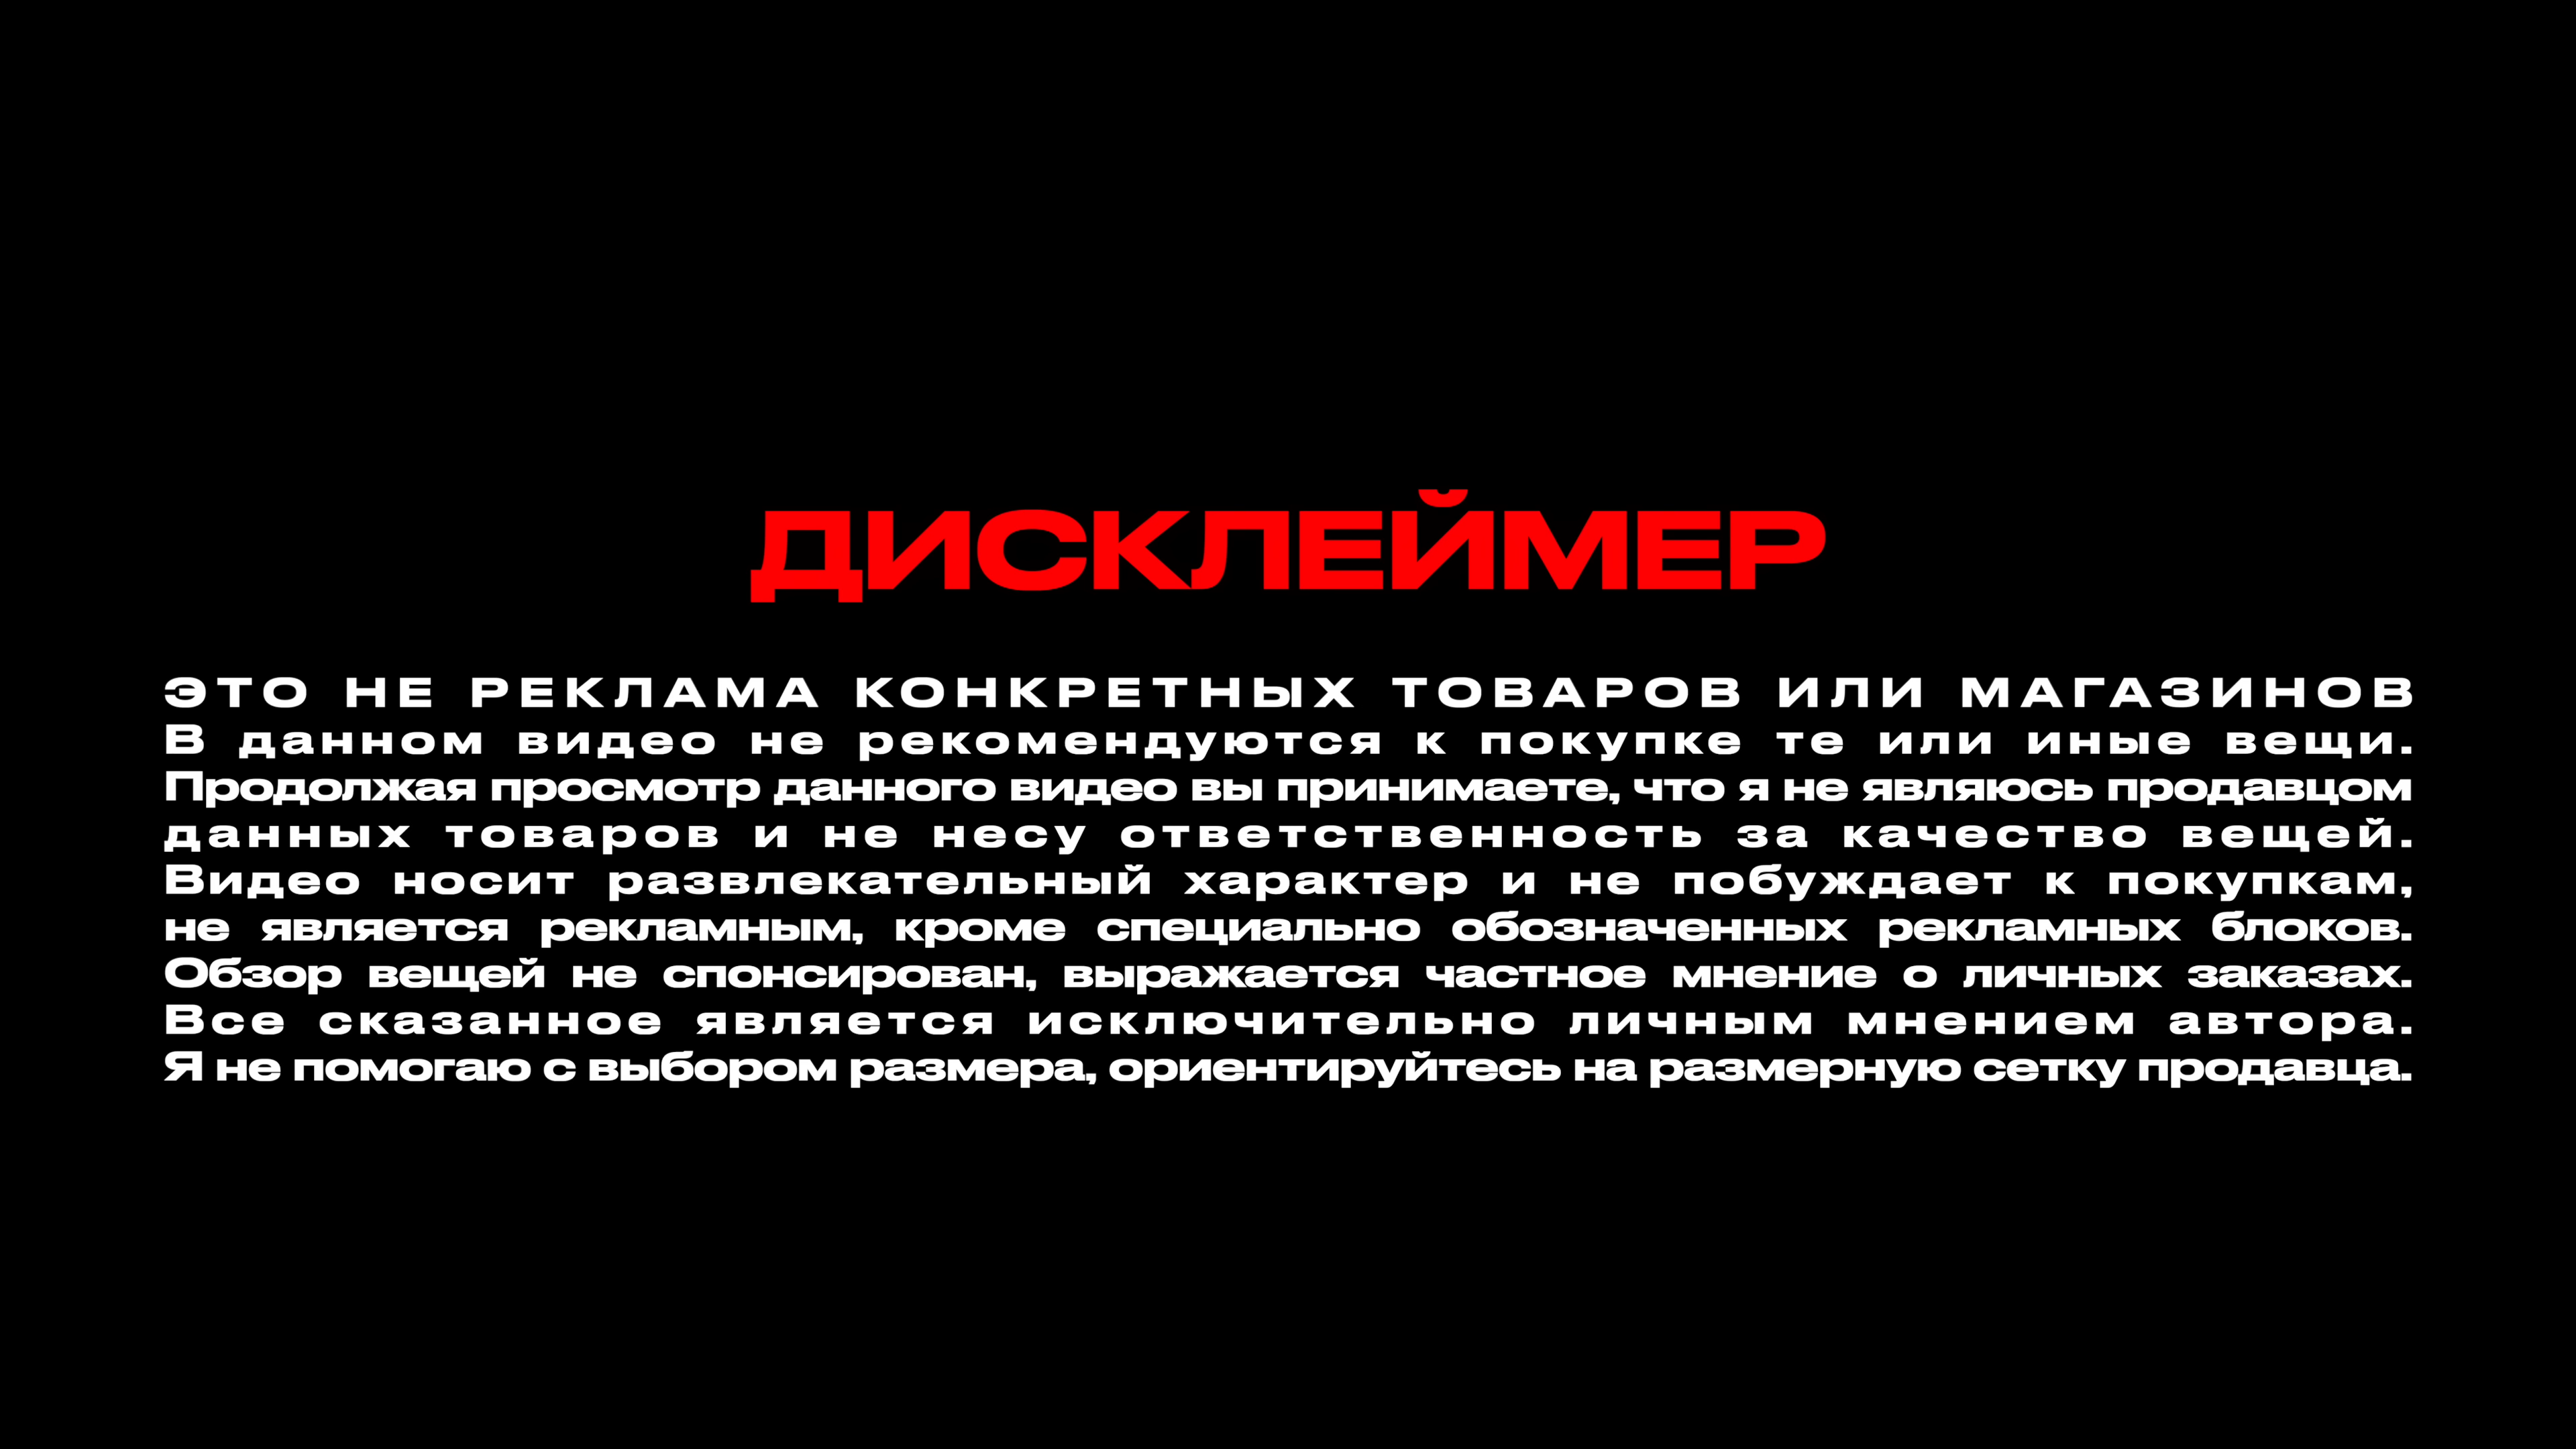 ДИСКЛЕЙМЕР
ЭТО НЕ РЕКЛАМА КОНКРЕТНЫХ ТОВАРОВ ИЛИ МАГАЗИНОВ
В данном видео не рекомендуются к покупке те или иные вещи.
Продолжая просмотр данного видео вы принимаете, что я не являюсь продавцом
данных товаров и не несу ответственность за качество вещей.
Видео носит развлекательный характер и не побуждает к покупкам,
не является рекламным, кроме специально обозначенных рекламных блоков.
Обзор вещей не спонсирован, выражается частное мнение о личных заказах.
Все сказанное является исключительно личным мнением автора.
Я не помогаю с выбором размера, ориентируйтесь на размерную сетку продавца.